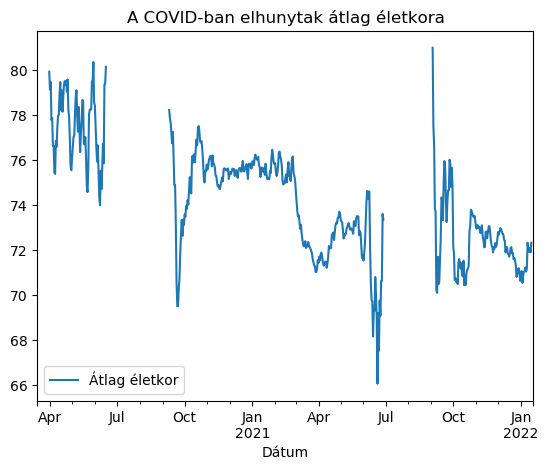 A COVID-ban elhunytak átlag életkora
80
78
76
74
72
70
68
66
Átlag életkor
Apr Jul Oct Jan Apr Jul Oct Jan
2021 2022
Dátum